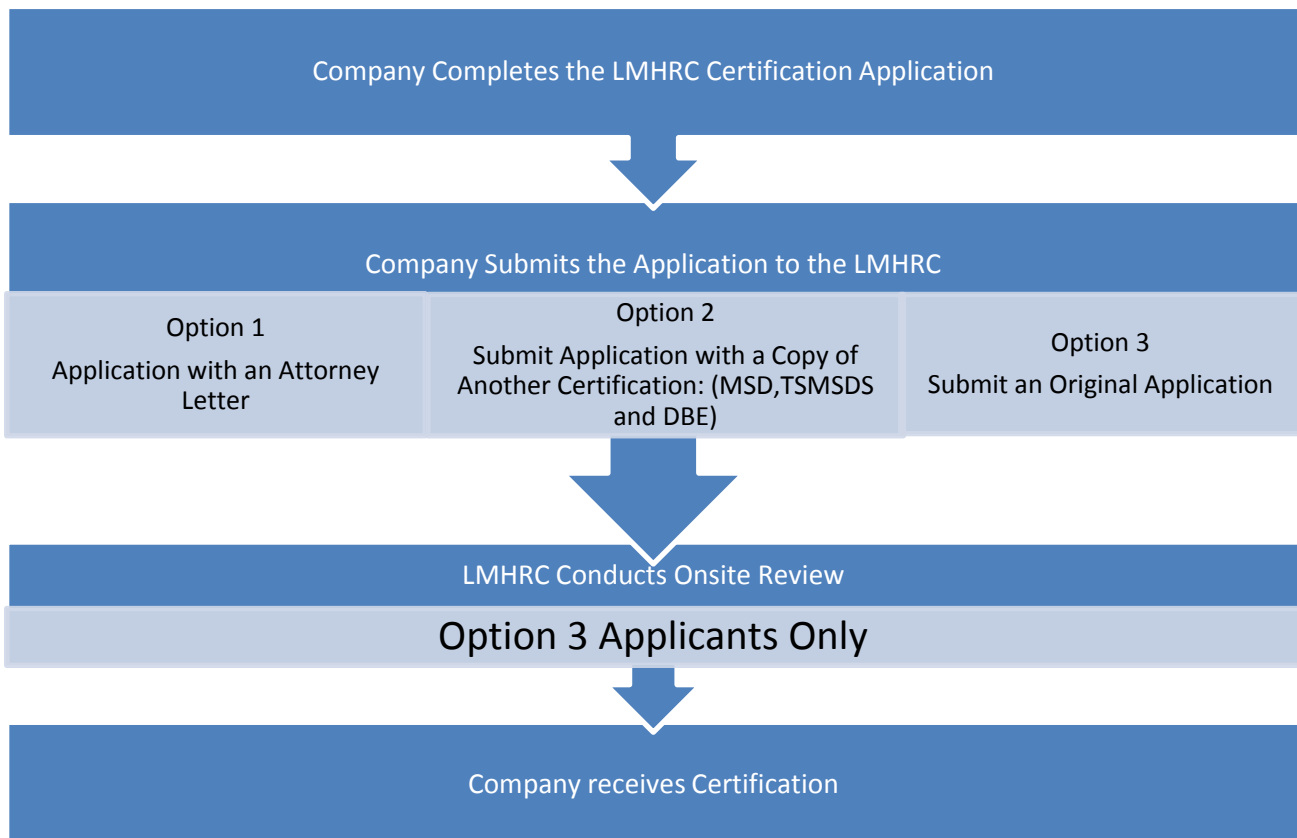 Company Completes the LMHRC Certification Application
Company Submits the Application to the LMHRC
Option 1
Application with an Attorney
Letter
Option 2
Submit Application with a Copy of
Another Certification: (MSD,TSMSDS
and DBE)
Option 3
Submit an Original Application
LMHRC Conducts Onsite Review
Option 3 Applicants Only
Company receives Certification